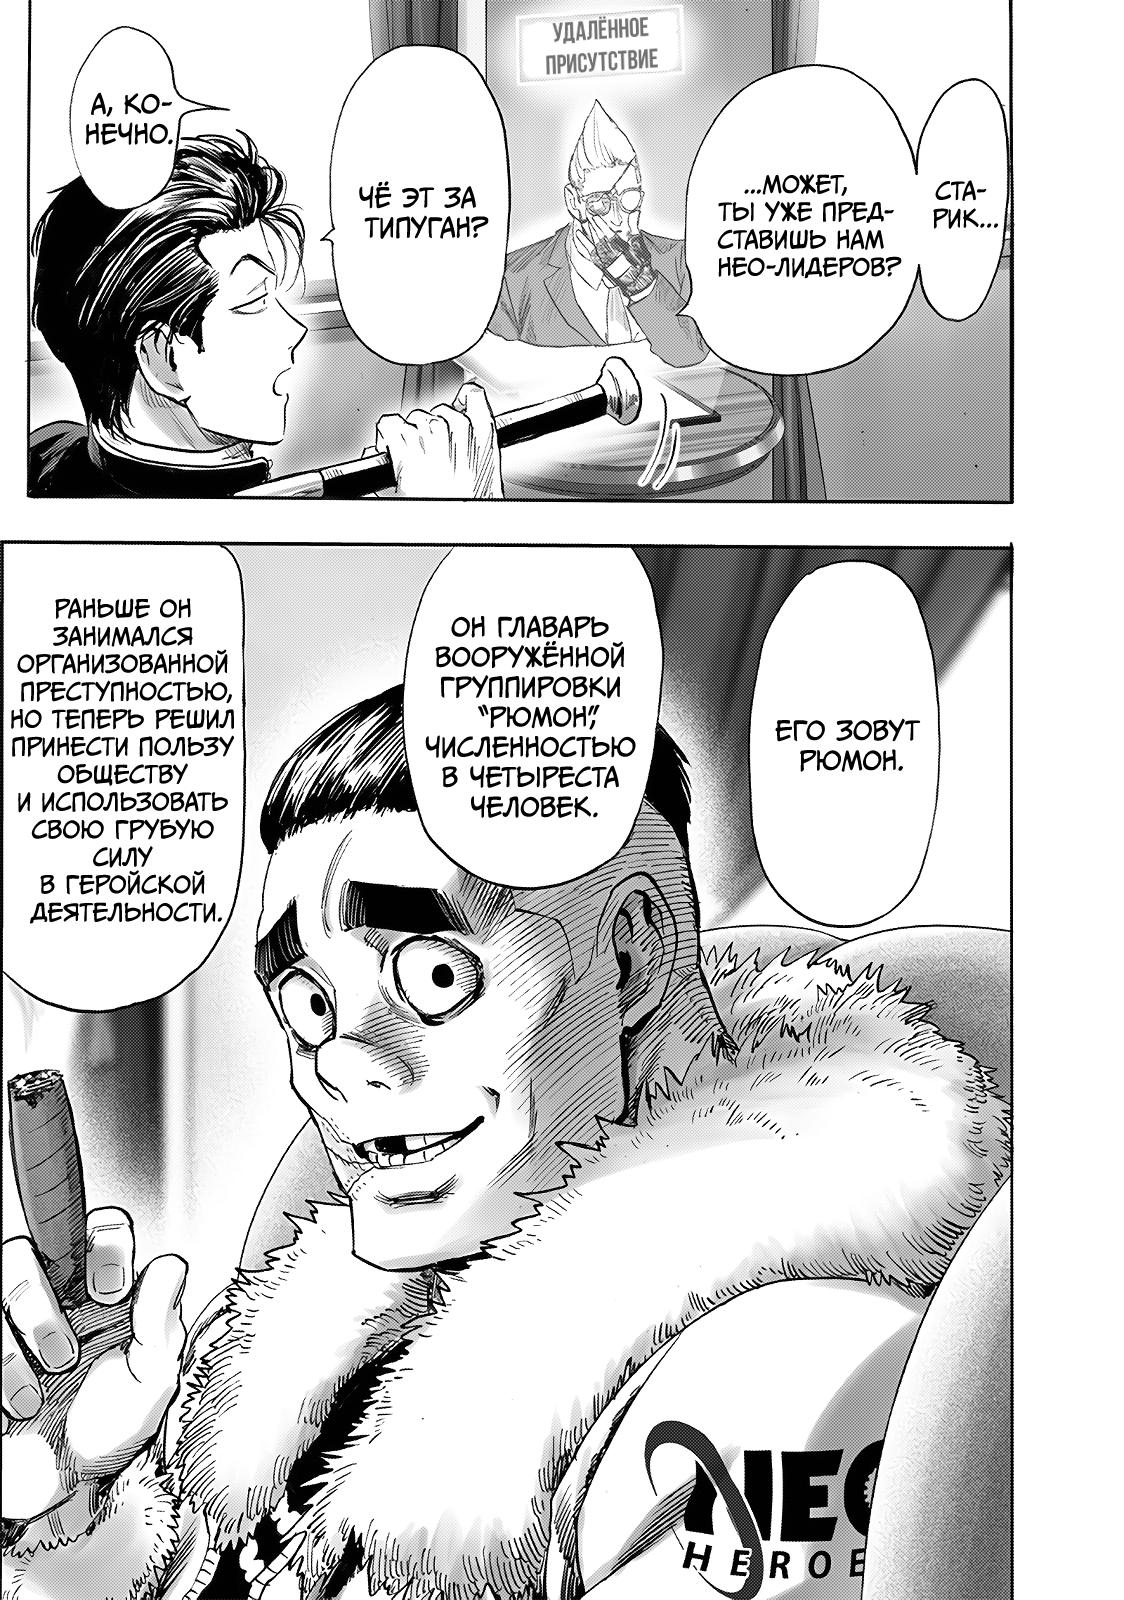 СТА-
РИК...
...МОЖЕТ,
ТЫ УЖЕ ПРЕД-
СТАВИШЬ НАМ
НЕО-ЛИДЕРОВ?
УДАЛЁННОЕ
ПРИСУТСТВИЕ
ЧЁ ЭТ ЗА
ТИПУГАН?
А, КО-
НЕЧНО.
ЕГО ЗОВУТ
РЮМОН.
ОН ГЛАВАРЬ
ВООРУЖЁННОЙ
ГРУППИРОВКИ
“РЮМОН”,
ЧИСЛЕННОСТЬЮ
В ЧЕТЫРЕСТА
ЧЕЛОВЕК.
РАНЬШЕ ОН
ЗАНИМАЛСЯ
ОРГАНИЗОВАННОЙ
ПРЕСТУПНОСТЬЮ,
НО ТЕПЕРЬ РЕШИЛ
ПРИНЕСТИ ПОЛЬЗУ
ОБЩЕСТВУ
И ИСПОЛЬЗОВАТЬ
СВОЮ ГРУБУЮ
СИЛУ
В ГЕРОЙСКОЙ
ДЕЯТЕЛЬНОСТИ.
NEO
HEROE